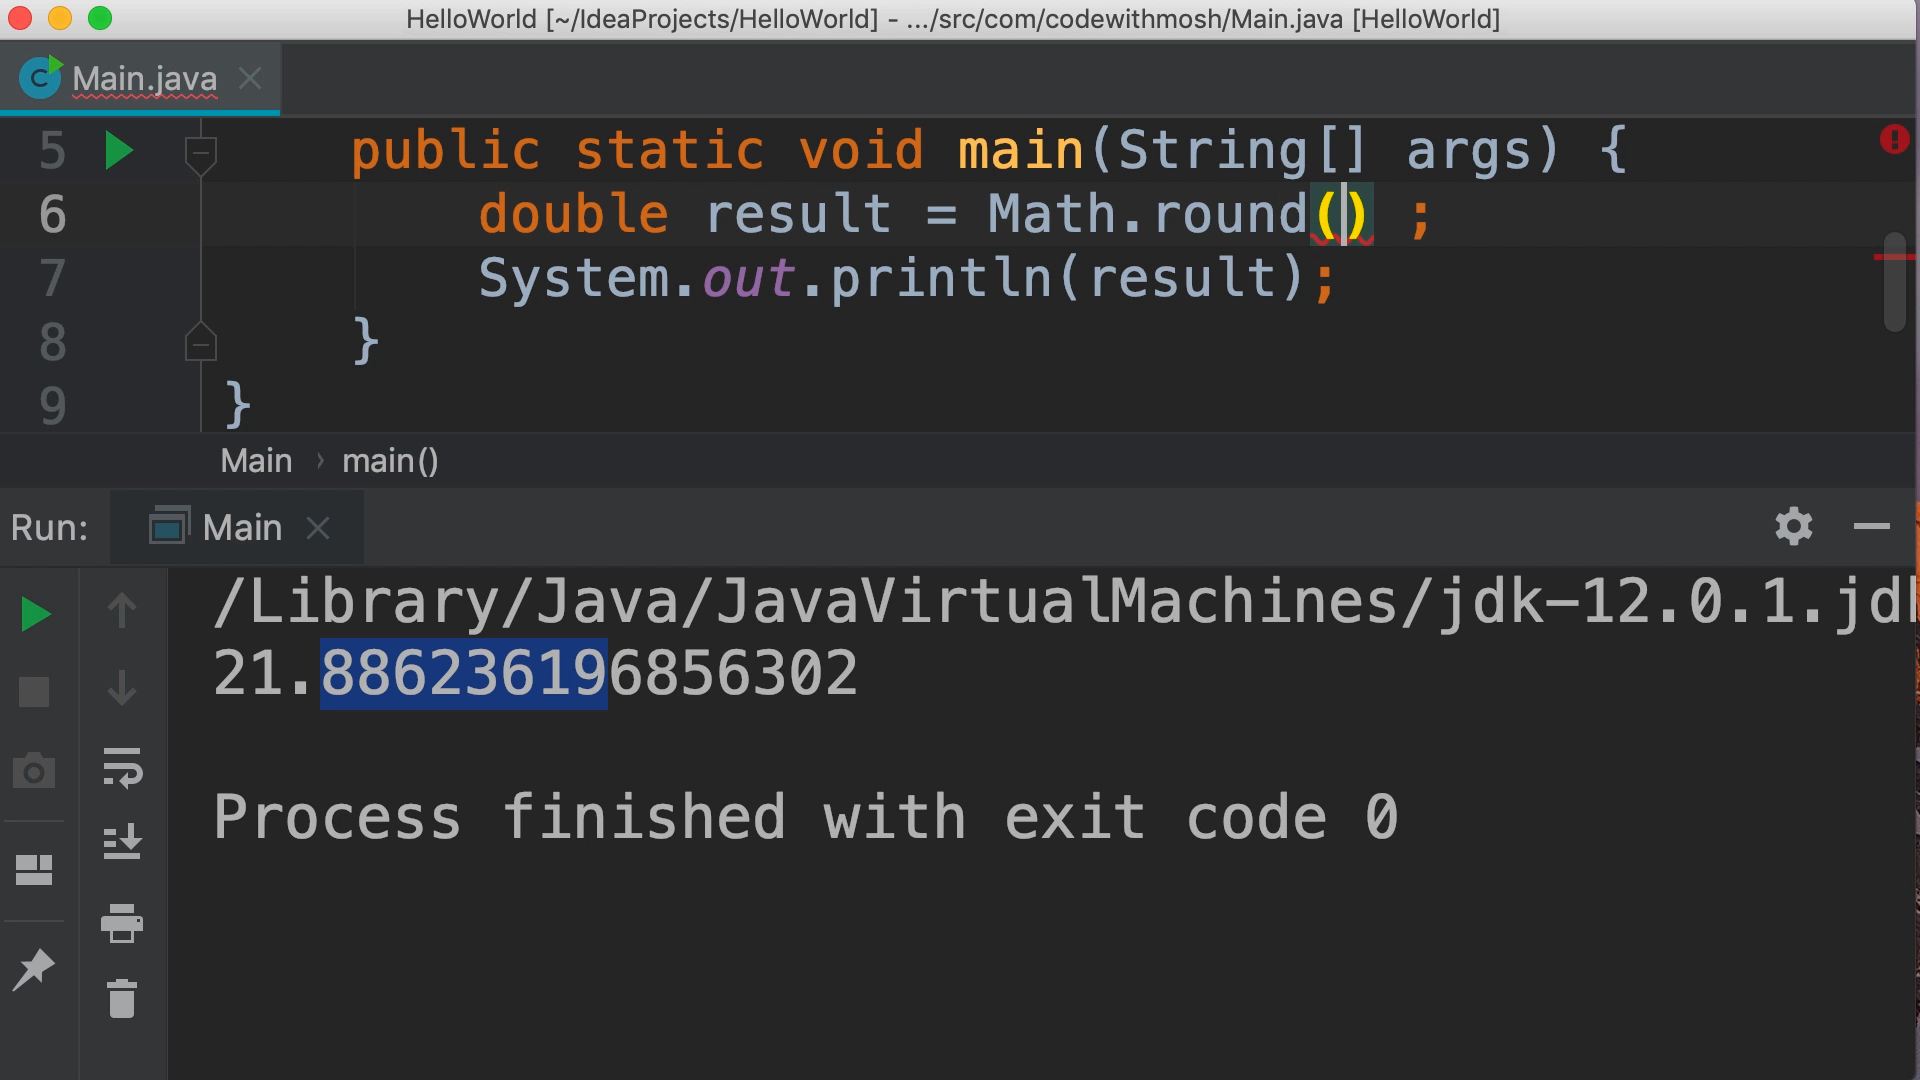 HelloWorld [~/IdeaProjects/HelloWorld] - .../src/com/codewithmosh/Main.java [HelloWorld]
Main.java
5 public static void main(String[] args) {
6 double result = Math.round() ;
7 System.out.println(result);
8 }
9 }
Main › main()
Run: Main
/Library/Java/JavaVirtualMachines/jdk-12.0.1.jd
21.886236196856302
Process finished with exit code 0